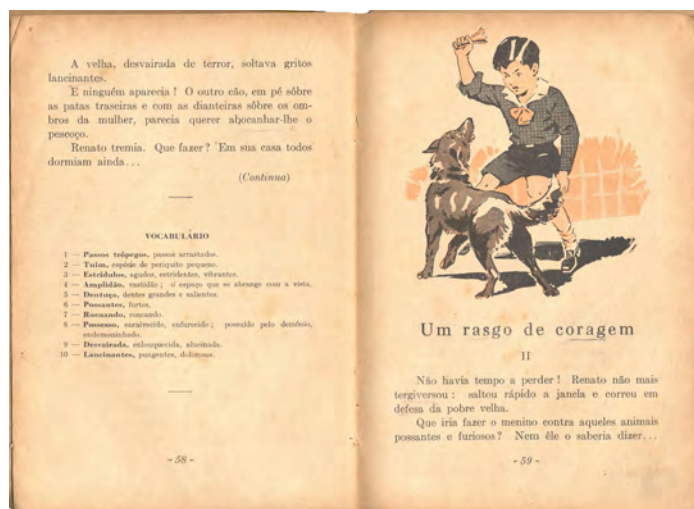 A velha, desvairada de terror, soltava gritos
lancinantes.
E ninguém aparecia ! O outro cão, em pé sôbre
as patas traseiras e com as dianteiras sôbre os om-
bros da mulher, parecia querer abocanhar-lhe o
pescoço.
Renato tremia. Que fazer ? Em sua casa todos
dormiam ainda...
(Continua)
VOCABULÁRIO
1 — Passos trôpegos, passos arrastados.
2 — Tuim, espécie de periquito pequeno.
3 — Estrídulos, agudos, estridentes, vibrantes.
4 — Amplidão, vastidão ; o espaço que se abrange com a vista.
5 — Dentuça, dentes grandes e salientes.
6 — Possantes, fortes.
7 — Rosnando, roncando.
8 — Possesso, enraivecido, enfurecido ; possuído pelo demônio,
endemoninhado.
9 — Desvairada, enlouquecida, alucinada.
10 — Lancinantes, pungentes, dolorosos.
- 58 -
Um rasgo de coragem
II
Não havia tempo a perder ! Renato não mais
tergiversou : saltou rápido a janela e correu em
defesa da pobre velha.
Que iria fazer o menino contra aqueles animais
possantes e furiosos ? Nem êle o saberia dizer...
- 59 -